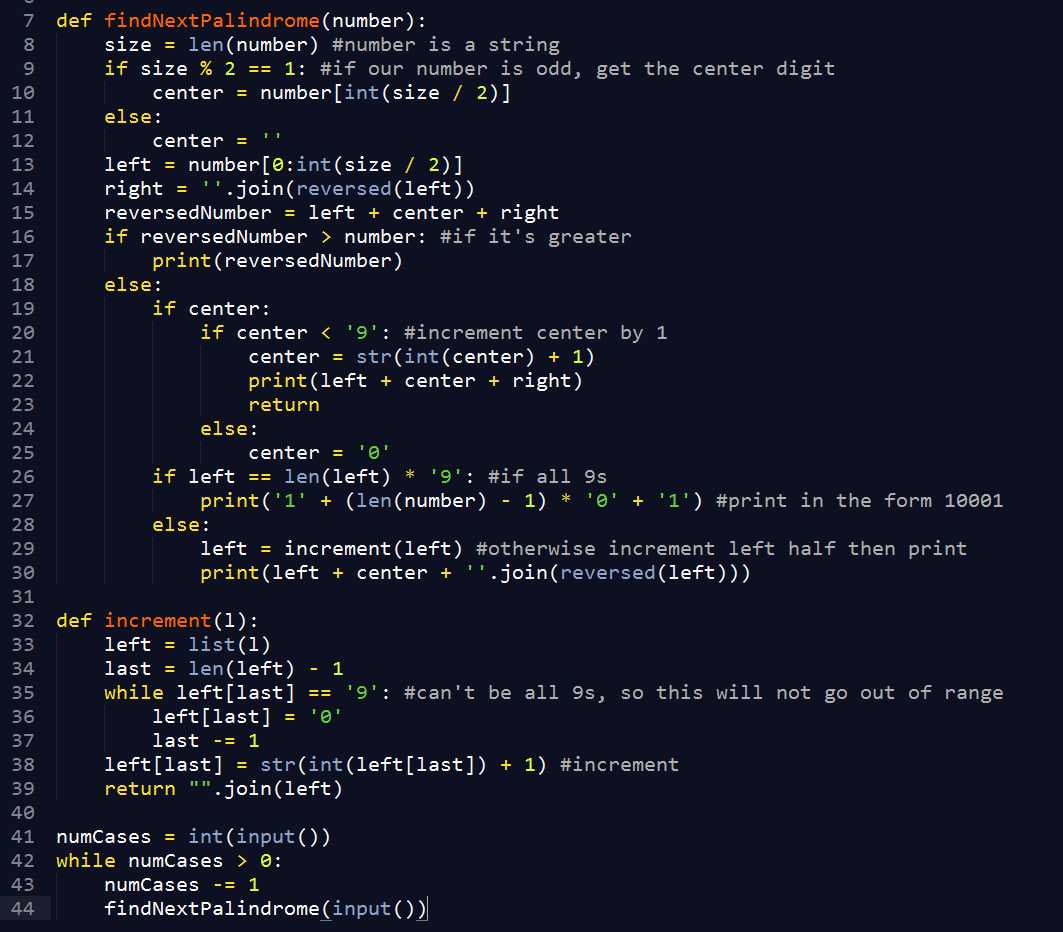 7 def findNextPalindrome(number):
8     size = len(number) #number is a string
9     if size % 2 == 1: #if our number is odd, get the center digit
10         center = number[int(size / 2)]
11     else:
12         center = ''
13     left = number[0:int(size / 2)]
14     right = ''.join(reversed(left))
15     reversedNumber = left + center + right
16     if reversedNumber > number: #if it's greater
17         print(reversedNumber)
18     else:
19         if center:
20             if center < '9': #increment center by 1
21                 center = str(int(center) + 1)
22                 print(left + center + right)
23                 return
24             else:
25                 center = '0'
26         if left == len(left) * '9': #if all 9s
27             print('1' + (len(number) - 1) * '0' + '1') #print in the form 10001
28         else:
29             left = increment(left) #otherwise increment left half then print
30             print(left + center + ''.join(reversed(left)))
31
32 def increment(l):
33     left = list(l)
34     last = len(left) - 1
35     while left[last] == '9': #can't be all 9s, so this will not go out of range
36         left[last] = '0'
37         last -= 1
38     left[last] = str(int(left[last]) + 1) #increment
39     return "".join(left)
40
41 numCases = int(input())
42 while numCases > 0:
43     numCases -= 1
44     findNextPalindrome(input())